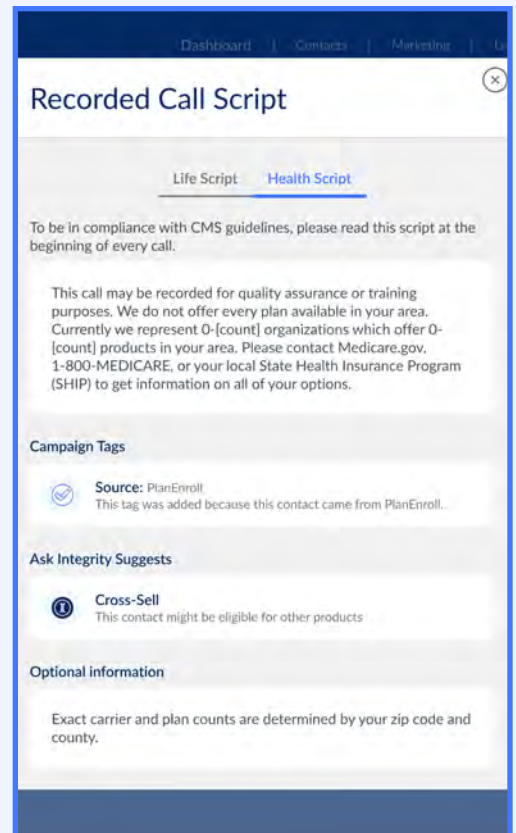 Dashboard | Contacts | Marketing |
Recorded Call Script
Life Script Health Script
To be in compliance with CMS guidelines, please read this script at the
beginning of every call.
This call may be recorded for quality assurance or training
purposes. We do not offer every plan available in your area.
Currently we represent 0-[count] organizations which offer 0-
[count] products in your area. Please contact Medicare.gov,
1-800-MEDICARE, or your local State Health Insurance Program
(SHIP) to get information on all of your options.
Campaign Tags
Source: PlanEnroll
This tag was added because this contact came from PlanEnroll.
Ask Integrity Suggests
Cross-Sell
This contact might be eligible for other products
Optional information
Exact carrier and plan counts are determined by your zip code and
county.